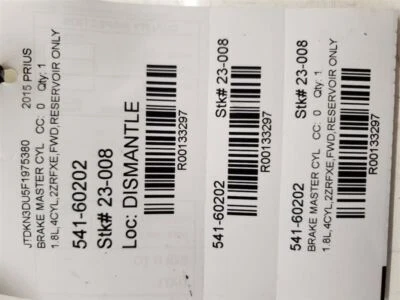 JTDKN3DU5F1975380 2015 PRIUS
BRAKE MASTER CYL CC: 0 Qty: 1
1.8L,4CYL,2ZRFXE,FWD,RESERVOIR ONLY
541-60202
Stk# 23-008
Loc: DISMANTLE
R00133297
541-60202 Stk# 23-008
R00133297
541-60202 Stk# 23-008
BRAKE MASTER CYL CC: 0 Qty: 1
1.8L,4CYL,2ZRFXE,FWD,RESERVOIR ONLY
R00133297